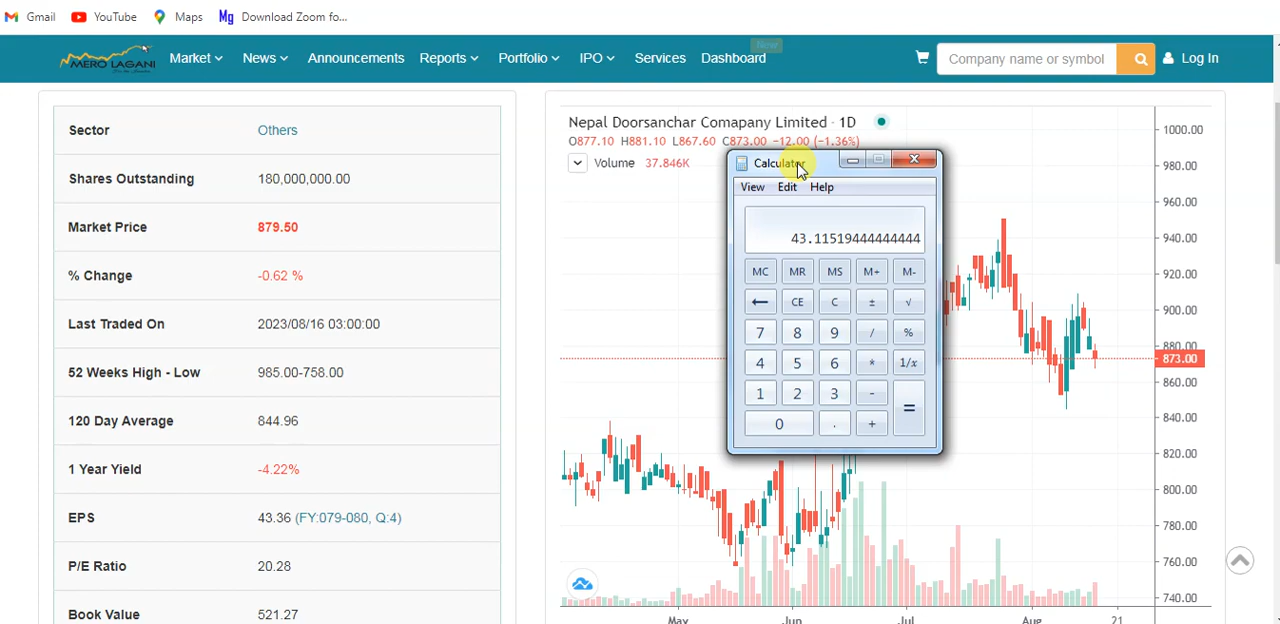 Gmail YouTube Maps Mg Download Zoom fo...
New
MERO LAGANI Market News Announcements Reports Portfolio IPO Services Dashboard Company name or symbol Log In
Sector Others
Shares Outstanding 180,000,000.00
Market Price 879.50
% Change -0.62 %
Last Traded On 2023/08/16 03:00:00
52 Weeks High - Low 985.00-758.00
120 Day Average 844.96
1 Year Yield -4.22%
EPS 43.36 (FY:079-080, Q:4)
P/E Ratio 20.28
Book Value 521.27
Nepal Doorsanchar Comapany Limited · 1D
O877.10 H881.10 L867.60 C873.00 −12.00 (−1.36%)
Volume 37.846K
Calculator
View Edit Help
43.11519444444444
MC MR MS M+ M-
← CE C ± √
7 8 9 / %
4 5 6 * 1/x
1 2 3 - =
0 . +
1000.00
980.00
960.00
940.00
920.00
900.00
880.00
873.00
860.00
840.00
820.00
800.00
780.00
760.00
740.00
May Jun Jul Aug 21